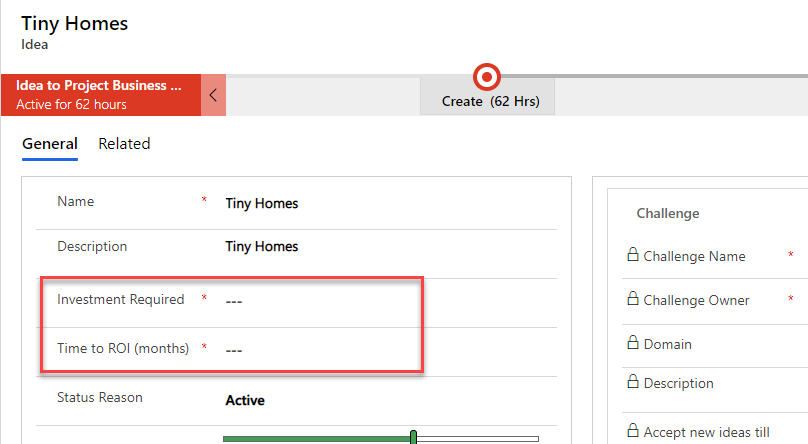 Tiny Homes
Idea
Idea to Project Business ...
Active for 62 hours
Create (62 Hrs)
General Related
Name * Tiny Homes
Description Tiny Homes
Investment Required * ---
Time to ROI (months) * ---
Status Reason Active
Challenge
Challenge Name *
Challenge Owner *
Domain
Description
Accept new ideas till